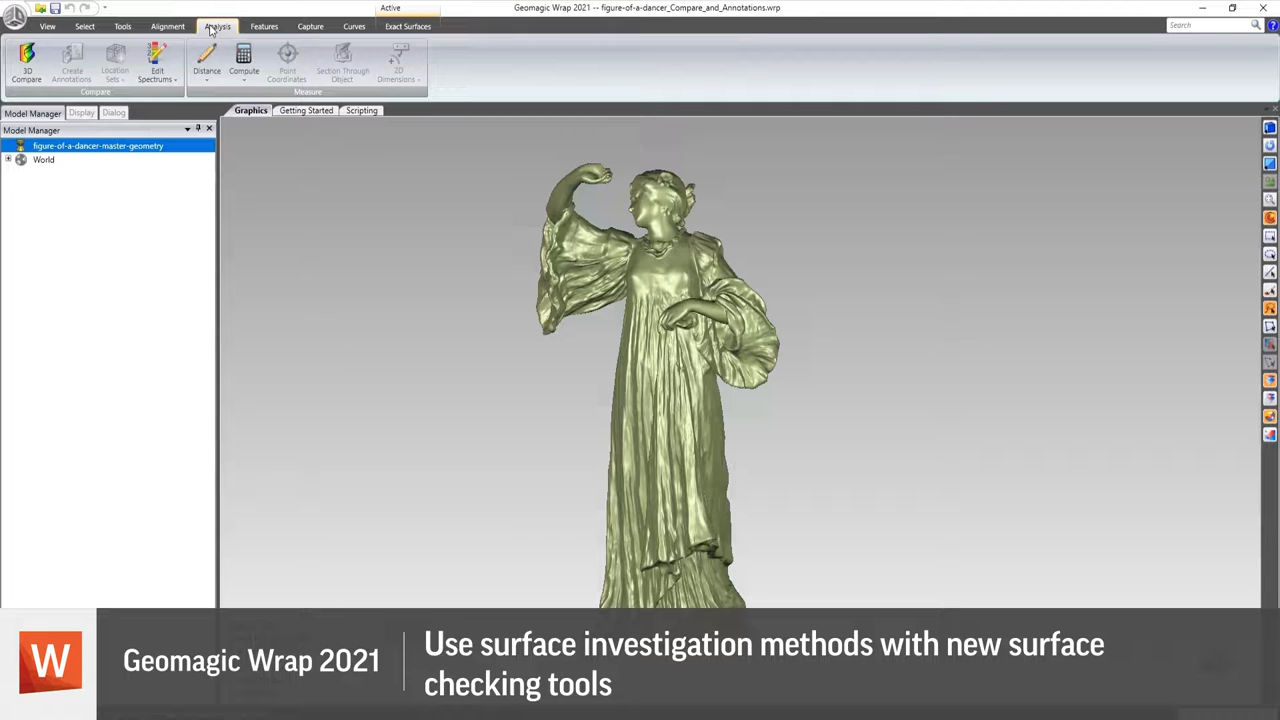 Active
Geomagic Wrap 2021 -- figure-of-a-dancer_Compare_and_Annotations.wrp
View Select Tools Alignment Analysis Features Capture Curves Exact Surfaces
Search
3D Compare
Create Annotations
Location Sets
Edit Spectrums
Distance
Compute
Point Coordinates
Section Through Object
2D Dimensions
Compare
Measure
Model Manager Display Dialog
Graphics Getting Started Scripting
Model Manager
figure-of-a-dancer-master-geometry
World
W
Geomagic Wrap 2021
Use surface investigation methods with new surface
checking tools